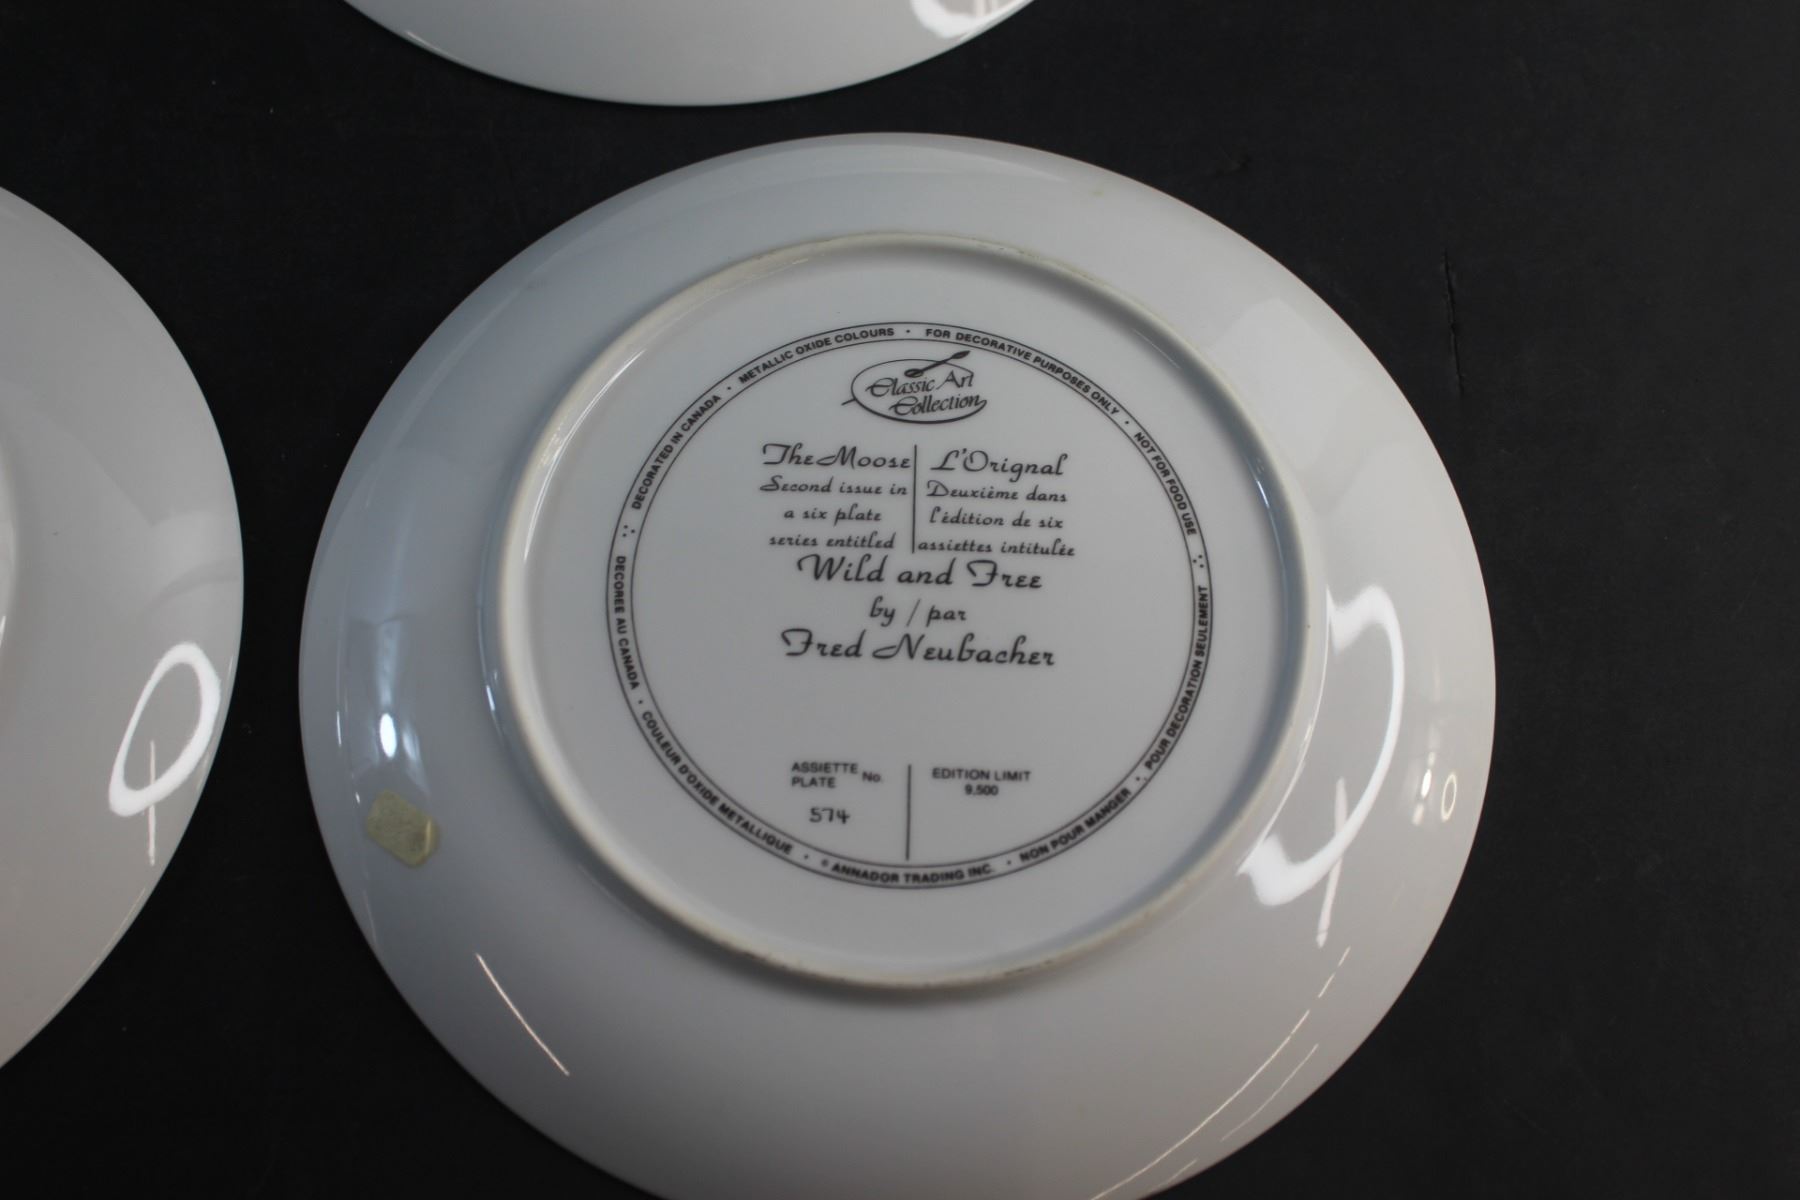 DECORATED IN CANADA • METALLIC OXIDE COLOURS • FOR DECORATIVE PURPOSES ONLY • NOT FOR FOOD USE
Classic Art
Collection
The Moose
Second issue in
a six plate
series entitled
L'Orignal
Deuxième dans
l'édition de six
assiettes intitulée
Wild and Free
by / par
Fred Neubacher
ASSIETTE
PLATE No.
574
EDITION LIMIT
9,500
DECOREE AU CANADA • COULEUR D'OXIDE METALLIQUE • © ANNADOR TRADING INC. • NON POUR MANGER • POUR DECORATION SEULEMENT